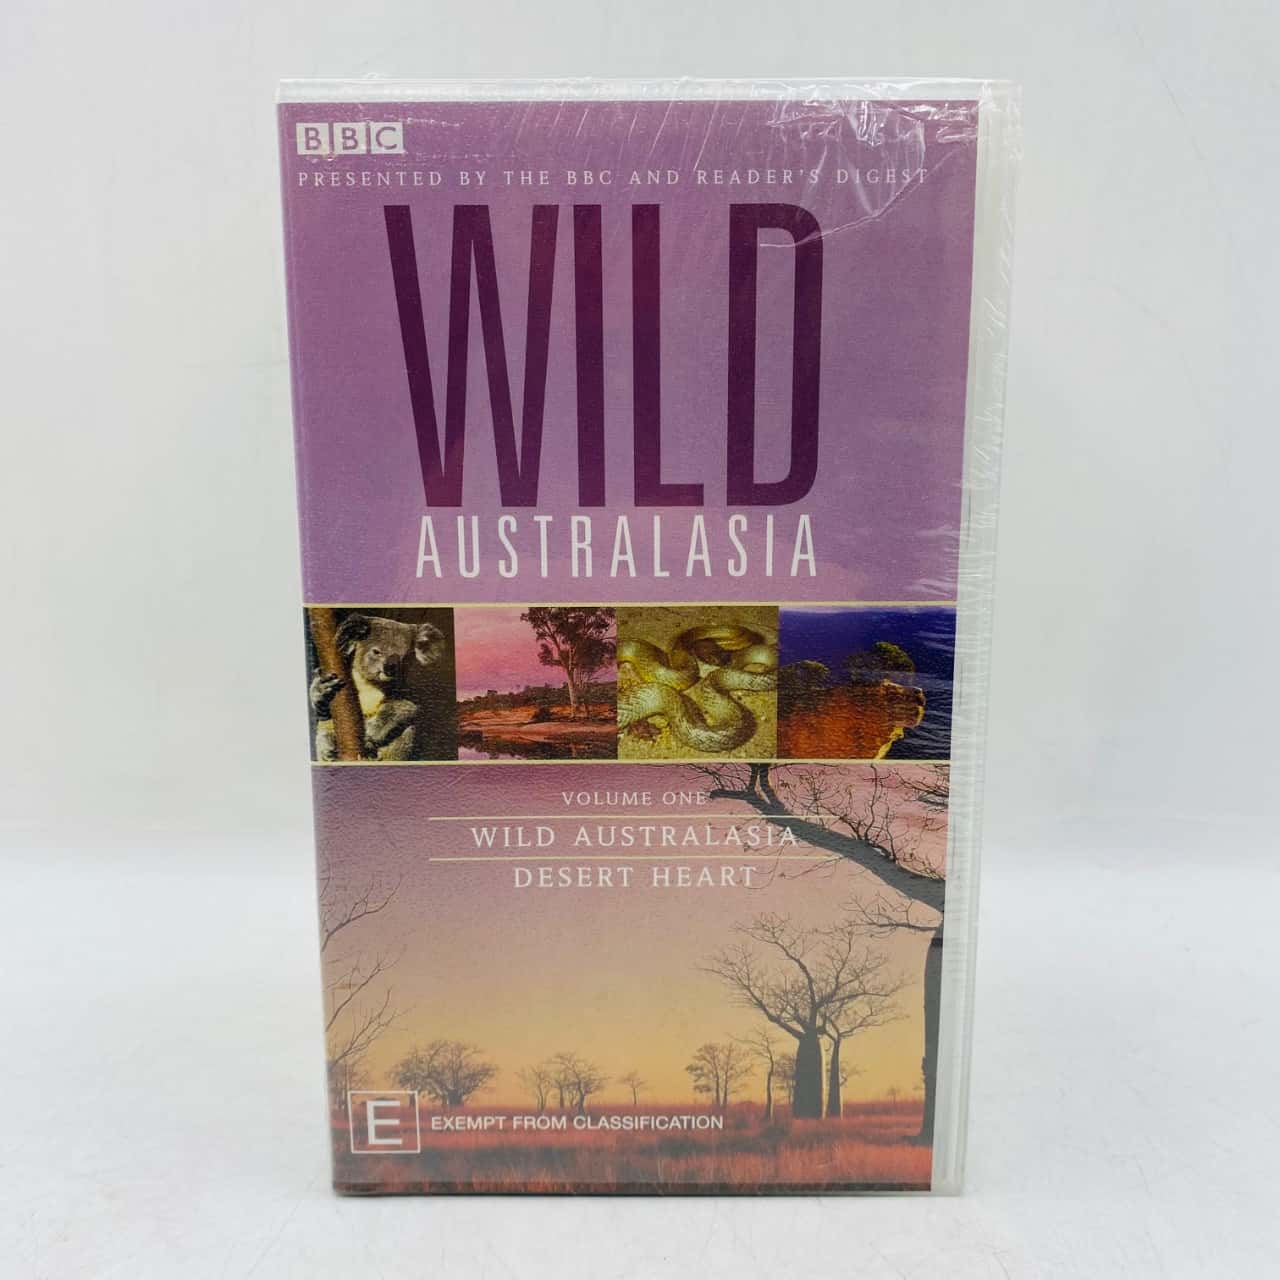 BBC
PRESENTED BY THE BBC AND READER'S DIGEST
WILD
AUSTRALASIA
VOLUME ONE
WILD AUSTRALASIA
DESERT HEART
E EXEMPT FROM CLASSIFICATION